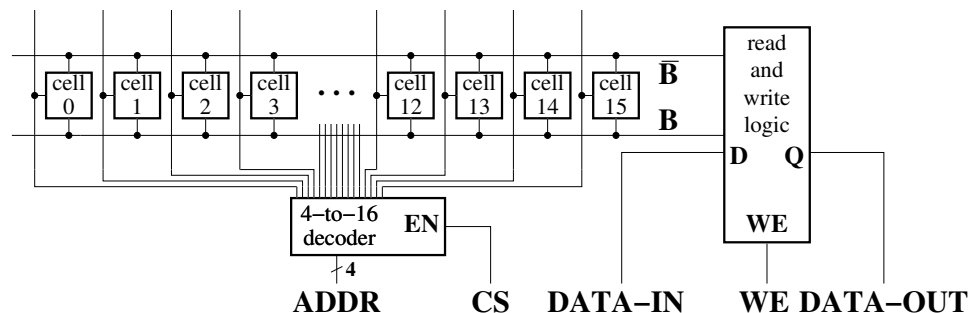 cell
0
cell
1
cell
2
cell
3
...
cell
12
cell
13
cell
14
cell
15
B̅
B
read
and
write
logic
D Q
WE
4−to−16
decoder
EN
4
ADDR CS DATA−IN WE DATA−OUT